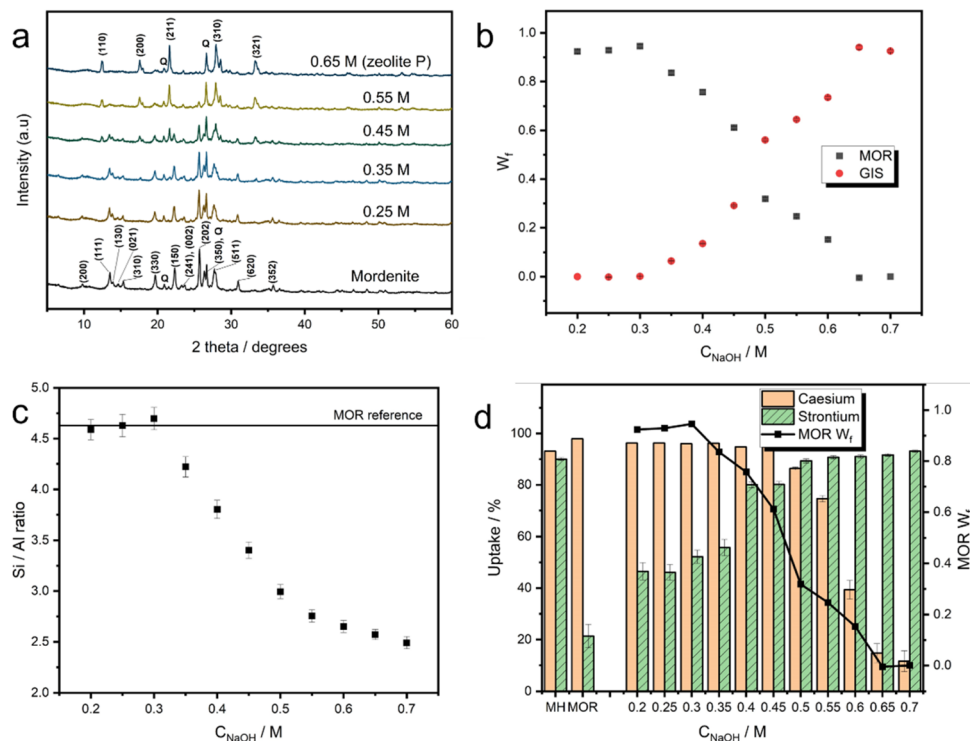 a
(110)
(200)
Q
(211)
Q
(310)
(321)
0.65 M (zeolite P)
0.55 M
0.45 M
0.35 M
0.25 M
Mordenite
(200)
(111)
(130)
(021)
(310)
(330)
Q
(150)
(241), (002)
(202)
(350), Q
(511)
(620)
(352)
Intensity (a.u)
10 20 30 40 50 60
2 theta / degrees
b
1.0
0.8
0.6
0.4
0.2
0.0
W_f
MOR
GIS
0.2 0.3 0.4 0.5 0.6 0.7
C_NaOH / M
c
5.0
4.5
4.0
3.5
3.0
2.5
2.0
Si / Al ratio
MOR reference
0.2 0.3 0.4 0.5 0.6 0.7
C_NaOH / M
d
Caesium
Strontium
MOR W_f
100
80
60
40
20
0
Uptake / %
1.0
0.8
0.6
0.4
0.2
0.0
MOR W_f
MH MOR 0.2 0.25 0.3 0.35 0.4 0.45 0.5 0.55 0.6 0.65 0.7
C_NaOH / M